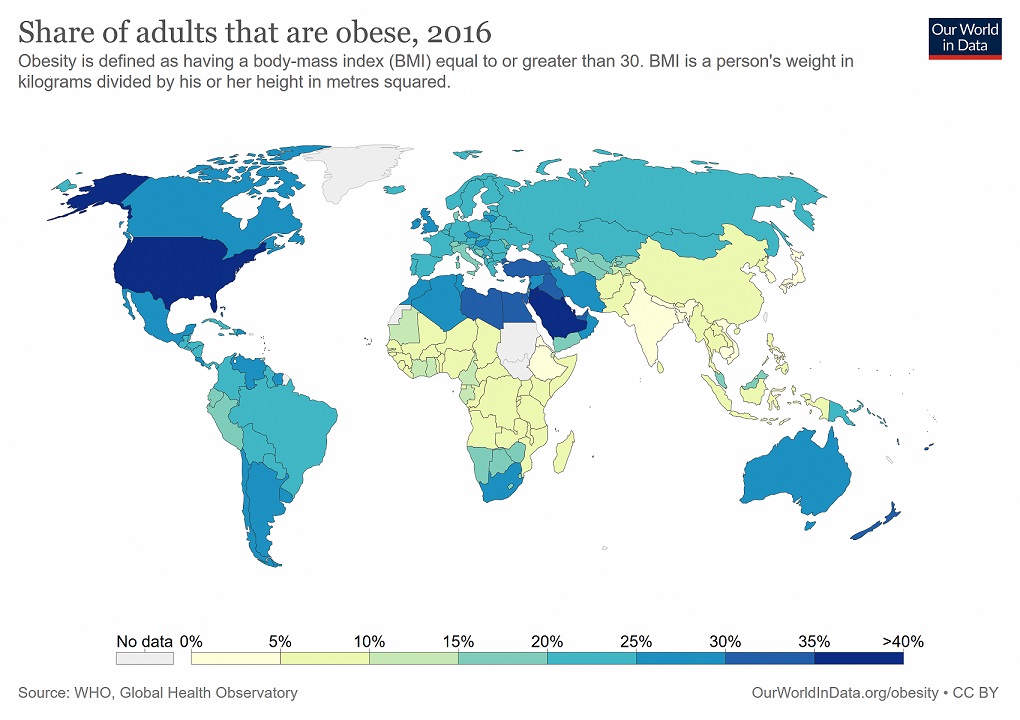 Share of adults that are obese, 2016
Our World
in Data
Obesity is defined as having a body-mass index (BMI) equal to or greater than 30. BMI is a person's weight in
kilograms divided by his or her height in metres squared.
No data 0% 5% 10% 15% 20% 25% 30% 35% >40%
Source: WHO, Global Health Observatory
OurWorldInData.org/obesity • CC BY